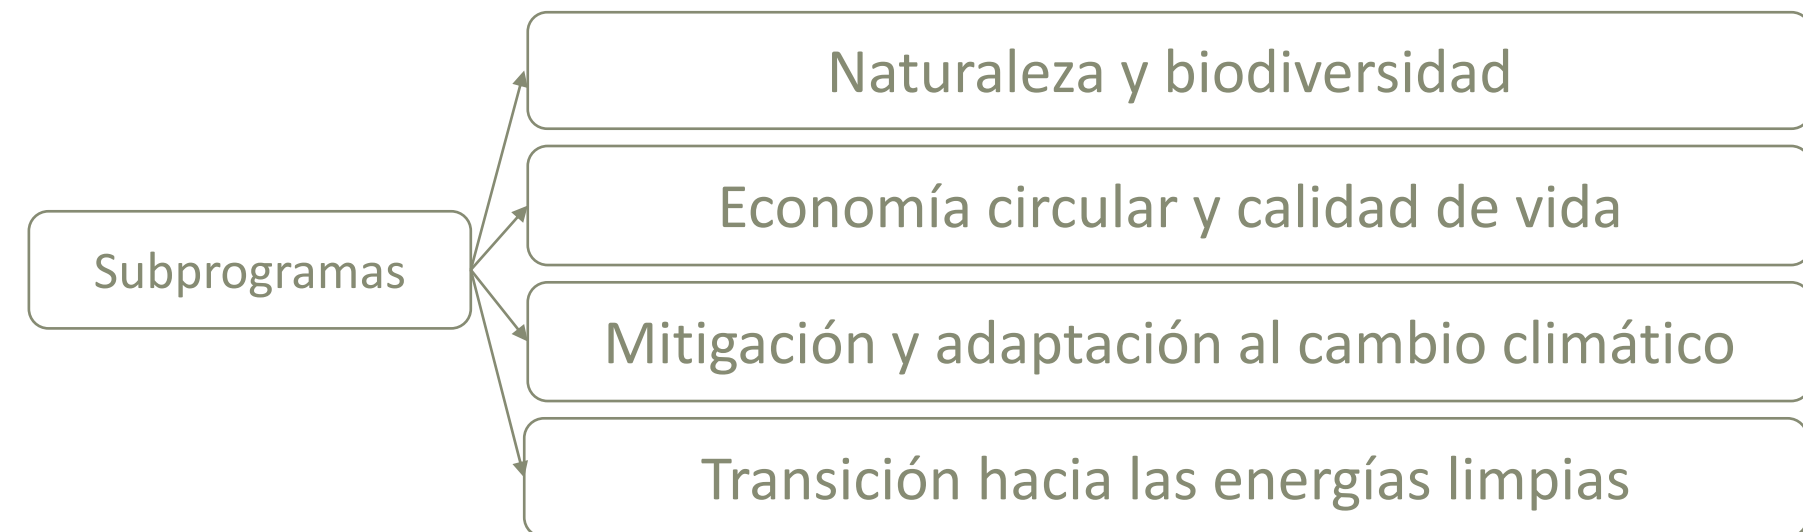 Subprogramas
Naturaleza y biodiversidad
Economía circular y calidad de vida
Mitigación y adaptación al cambio climático
Transición hacia las energías limpias